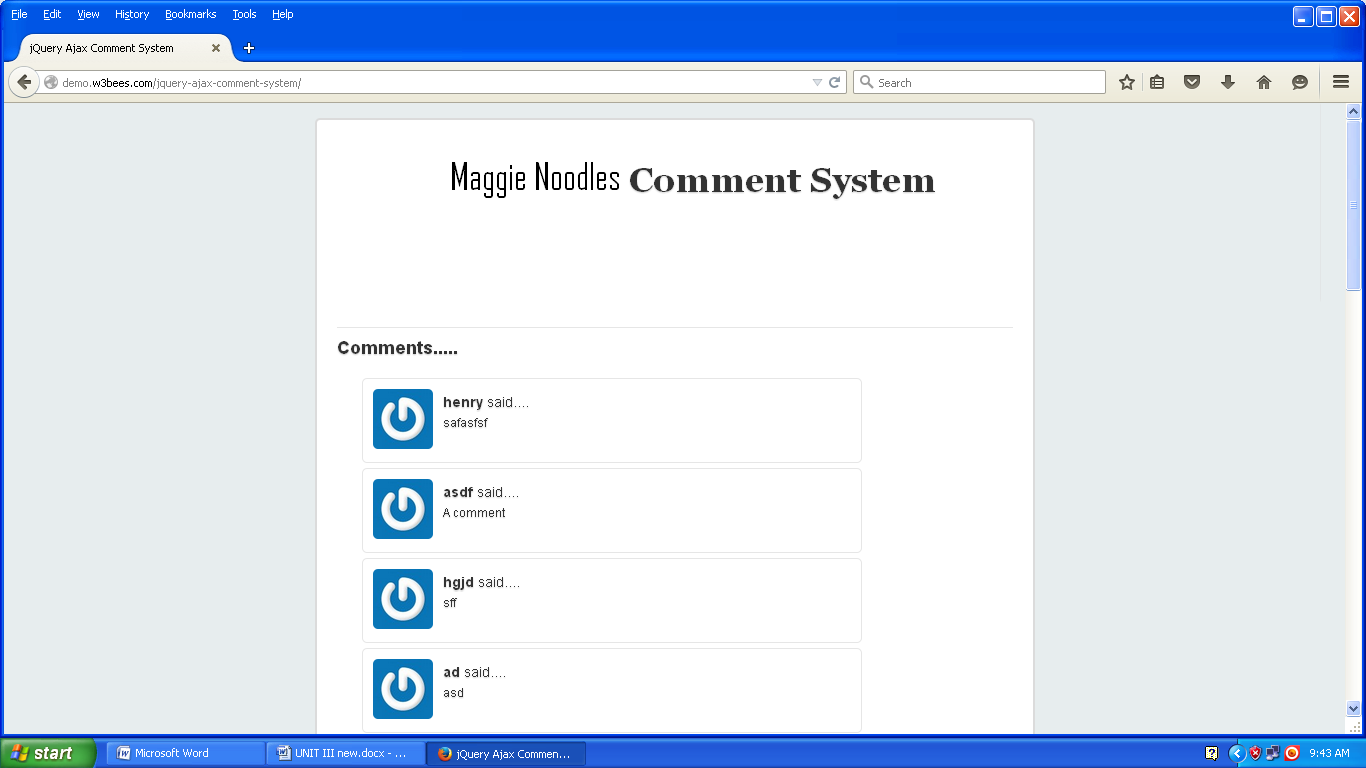 File Edit View History Bookmarks Tools Help
jQuery Ajax Comment System
demo.w3bees.com/jquery-ajax-comment-system/
Search
Maggie Noodles Comment System
Comments.....
henry said....
safasfsf
asdf said....
A comment
hgjd said....
sff
ad said....
asd
start
Microsoft Word
UNIT III new.docx - ...
jQuery Ajax Commen...
9:43 AM